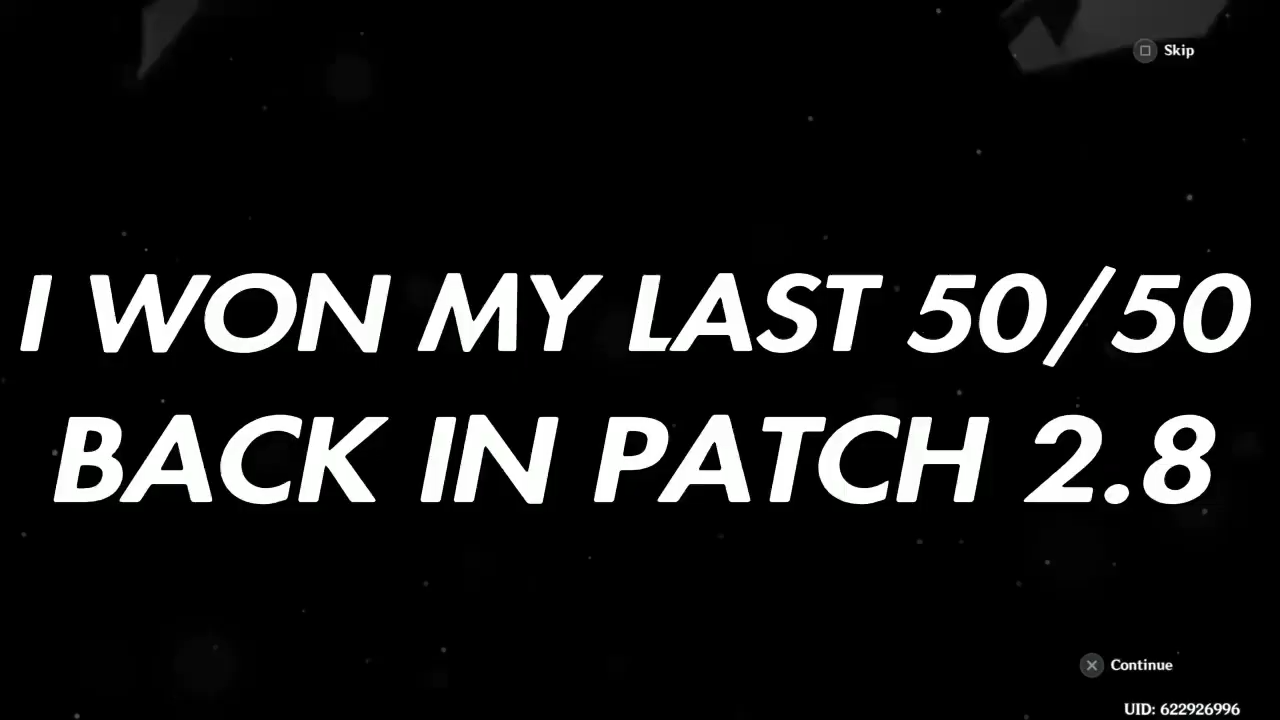 Skip
I WON MY LAST 50/50
BACK IN PATCH 2.8
Continue
UID: 622926996